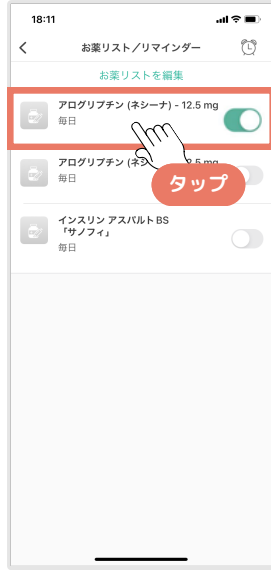 18:11
お薬リスト／リマインダー
お薬リストを編集
アログリプチン (ネシーナ) - 12.5 mg
毎日
アログリプチン (ネシ
2.5 mg
毎日
タップ
インスリン アスパルト BS
「サノフィ」
毎日